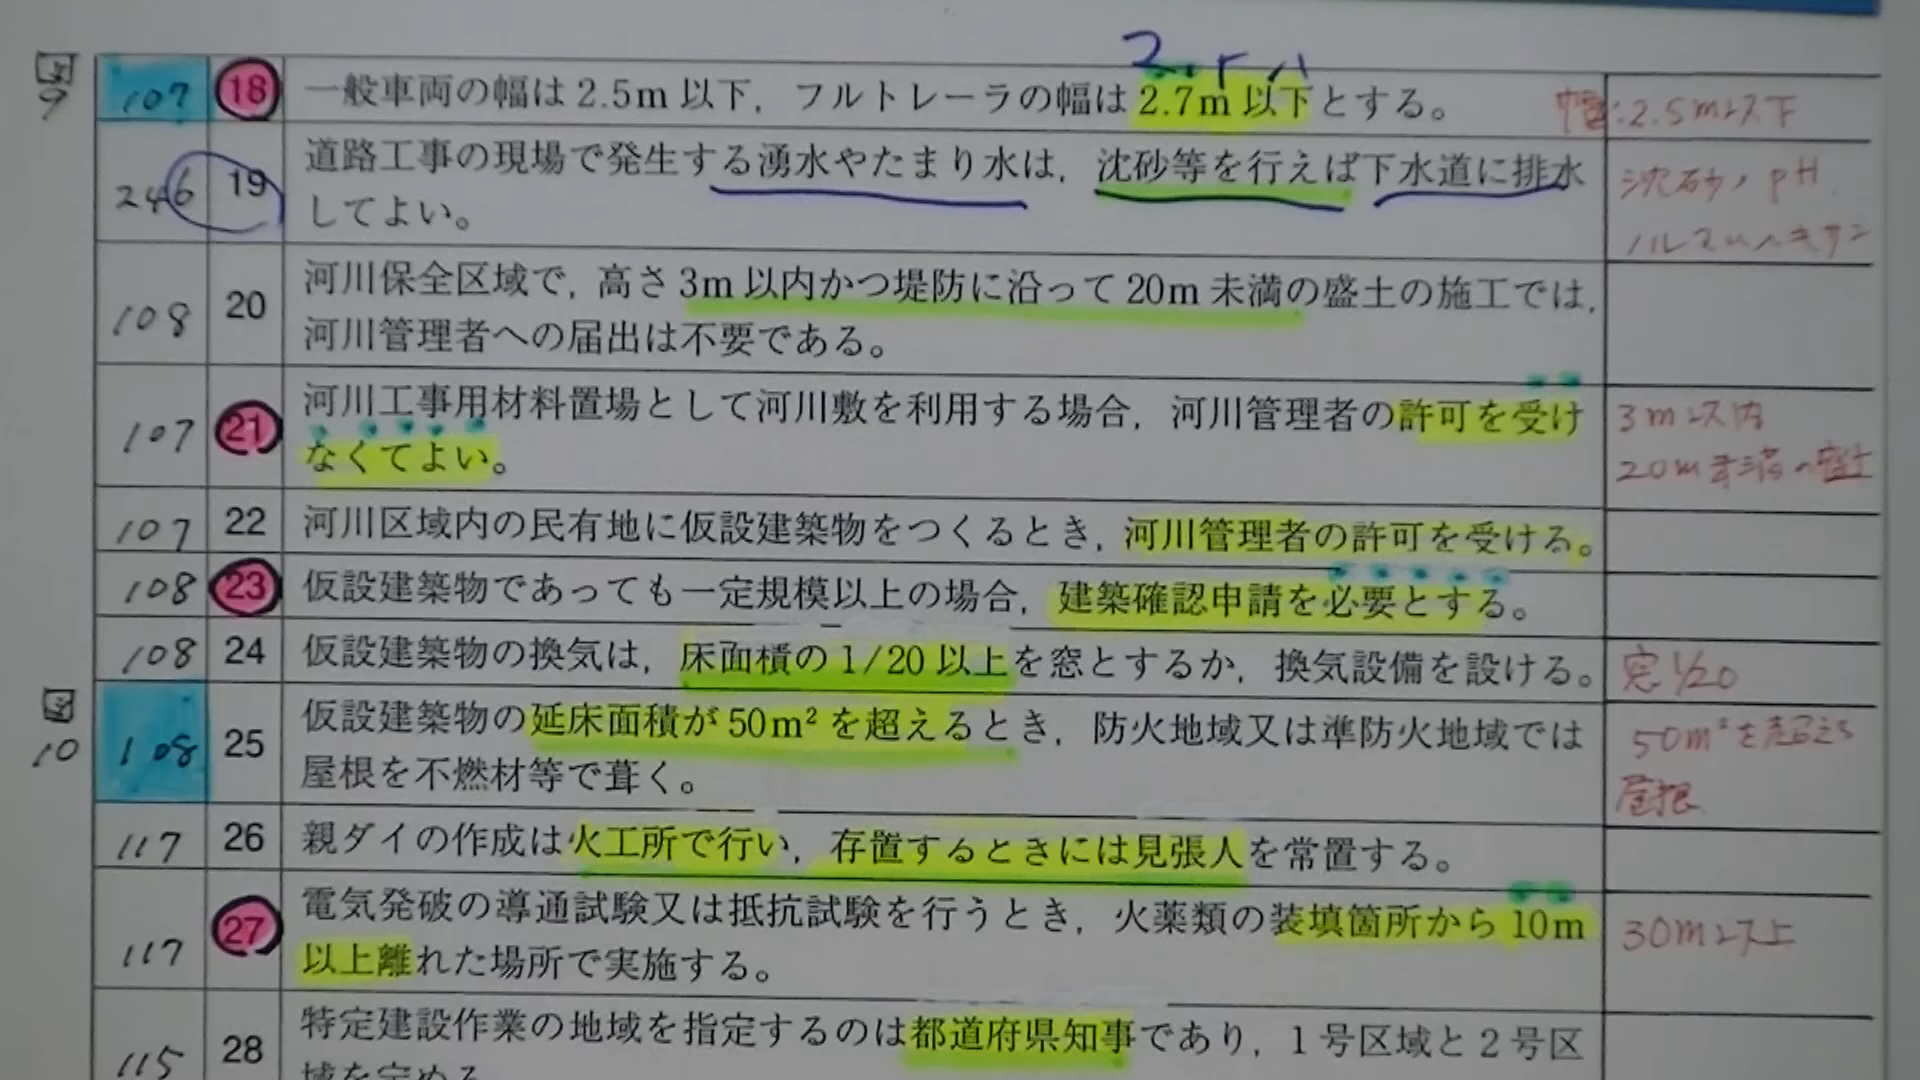 2.5m
図9 107 18 一般車両の幅は2.5m以下，フルトレーラの幅は2.7m以下とする。 幅:2.5m以下
246 19 道路工事の現場で発生する湧水やたまり水は，沈砂等を行えば下水道に排水 沈砂ノpH
してよい。
108 20 河川保全区域で，高さ3m以内かつ堤防に沿って20m未満の盛土の施工では，
河川管理者への届出は不要である。
107 21 河川工事用材料置場として河川敷を利用する場合，河川管理者の許可を受け 3m以内
なくてよい。 20m未満の盛土
107 22 河川区域内の民有地に仮設建築物をつくるとき，河川管理者の許可を受ける。
108 23 仮設建築物であっても一定規模以上の場合，建築確認申請を必要とする。
108 24 仮設建築物の換気は，床面積の1/20以上を窓とするか，換気設備を設ける。 窓1/20
図10 108 25 仮設建築物の延床面積が50m²を超えるとき，防火地域又は準防火地域では 50m²を超える
屋根を不燃材等で葺く。 屋根
117 26 親ダイの作成は火工所で行い，存置するときには見張人を常置する。
117 27 電気発破の導通試験又は抵抗試験を行うとき，火薬類の装填箇所から10m 30m以上
以上離れた場所で実施する。
115 28 特定建設作業の地域を指定するのは都道府県知事であり，1号区域と2号区
域を定める